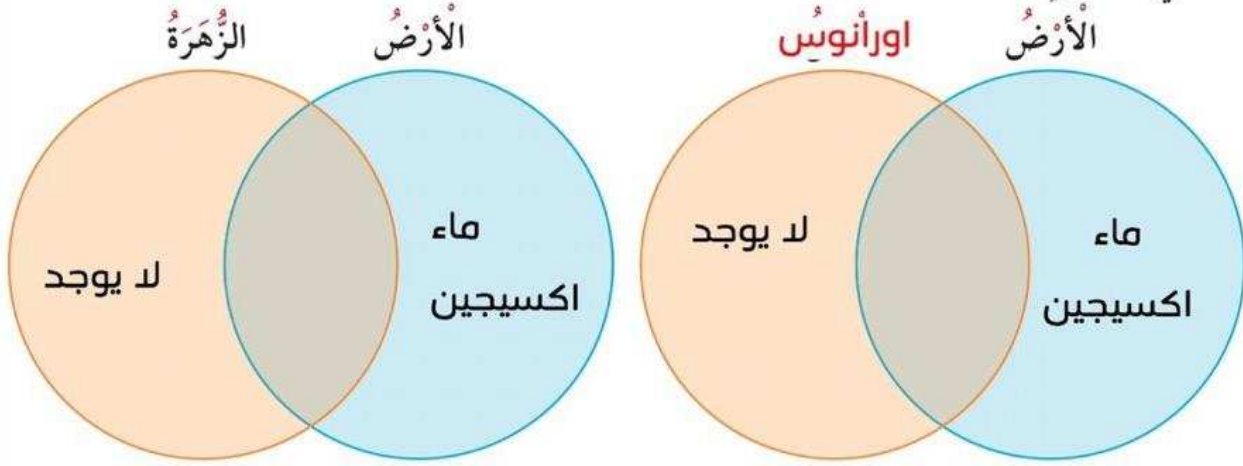 الْأَرْضُ
اورانوسُ
ماء
اكسيجين
لا يوجد
الْأَرْضُ
الزُّهَرَةُ
ماء
اكسيجين
لا يوجد